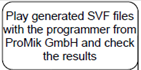 Play generated SVF files
with the programmer from
ProMik GmbH and check
the results